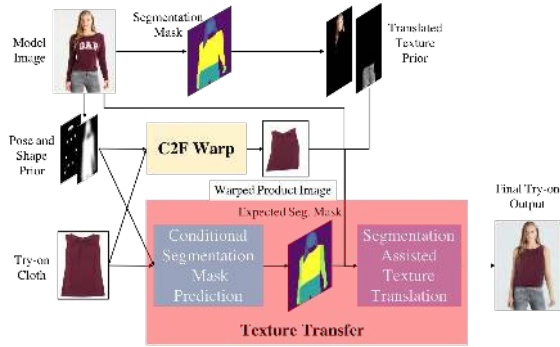 Model
Image
Segmentation
Mask
Translated
Texture
Prior
GAP
Pose and
Shape
Prior
C2F Warp
Warped Product Image
Expected Seg. Mask
Final Try-on
Output
Try-on
Cloth
Conditional
Segmentation
Mask
Prediction
Segmentation
Assisted
Texture
Translation
Texture Transfer